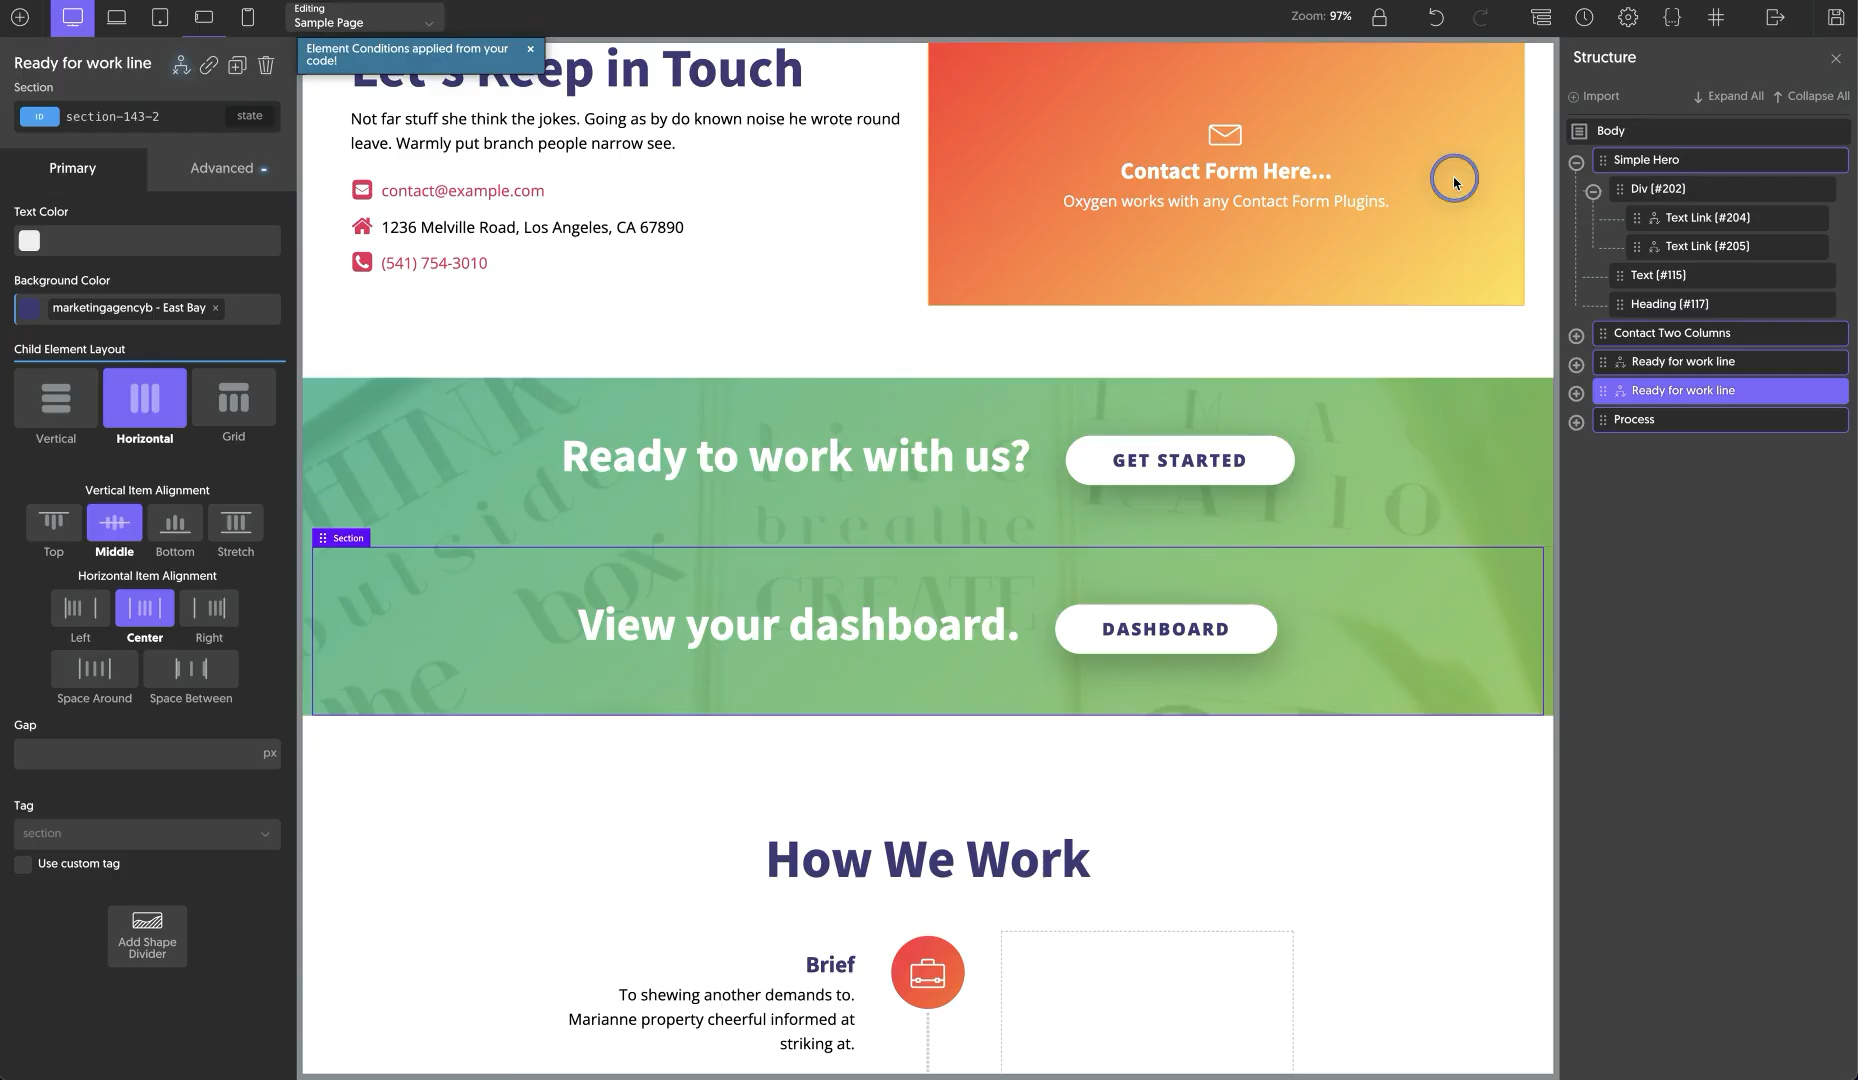 Editing
Sample Page
Zoom: 97%
Ready for work line
Section
ID section-143-2 state
Primary
Advanced
Text Color
Background Color
marketingagencyb - East Bay ×
Child Element Layout
Vertical
Horizontal
Grid
Vertical Item Alignment
Top
Middle
Bottom
Stretch
Horizontal Item Alignment
Left
Center
Right
Space Around
Space Between
Gap
px
Tag
section
Use custom tag
Add Shape
Divider
Element Conditions applied from your
code!
×
Let's Keep in Touch
Not far stuff she think the jokes. Going as by do known noise he wrote round
leave. Warmly put branch people narrow see.
contact@example.com
1236 Melville Road, Los Angeles, CA 67890
(541) 754-3010
Contact Form Here...
Oxygen works with any Contact Form Plugins.
Ready to work with us?
GET STARTED
THINK
outside
the
box
live
breathe
CREATE
Section
View your dashboard.
DASHBOARD
How We Work
Brief
To shewing another demands to.
Marianne property cheerful informed at
striking at.
Structure
Import
Expand All
Collapse All
Body
Simple Hero
Div (#202)
Text Link (#204)
Text Link (#205)
Text (#115)
Heading (#117)
Contact Two Columns
Ready for work line
Ready for work line
Process